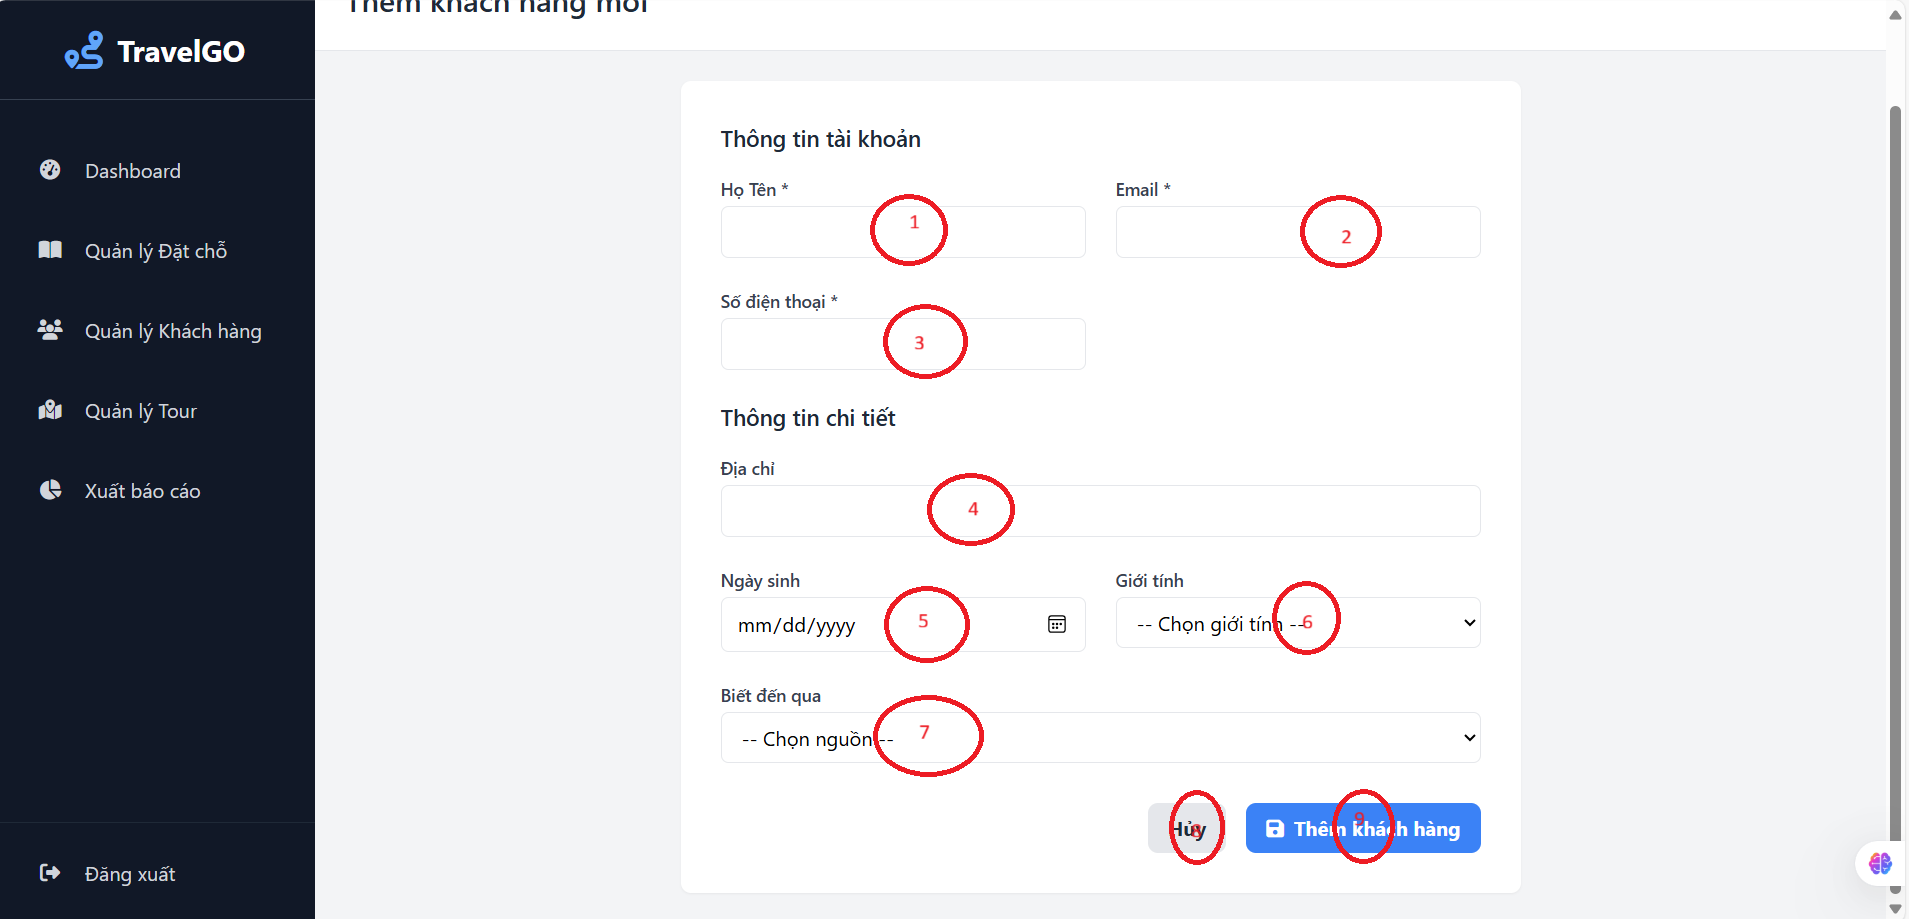 Thêm khách hàng mới
TravelGO
Dashboard
Quản lý Đặt chỗ
Quản lý Khách hàng
Quản lý Tour
Xuất báo cáo
Đăng xuất
Thông tin tài khoản
Họ Tên *
1
Email *
2
Số điện thoại *
3
Thông tin chi tiết
Địa chỉ
4
Ngày sinh
mm/dd/yyyy
5
Giới tính
-- Chọn giới tính --
6
Biết đến qua
-- Chọn nguồn --
7
Hủy
8
Thêm khách hàng
9